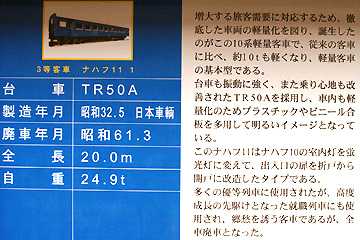 3等客車 ナハフ11 1
台車 TR50A
製造年月 昭和32.5 日本車輌
廃車年月 昭和61.3
全長 20.0m
自重 24.9t
増大する旅客需要に対応するため、徹
底した車両の軽量化を図り、誕生した
のがこの10系軽量客車で、従来の客車
に比べ、約10tも軽くなり、軽量客車
の基本型である。
台車も振動に強く、また乗り心地も改
善されたTR50Aを採用し、車内も軽
量化のためプラスチックやビニール合
板を多用して明るいイメージとなって
いる。
このナハフ11はナハフ10の室内灯を蛍
光灯に変えて、出入口の扉を折戸から
開戸に改造したタイプである。
多くの優等列車に使用されたが、高度
成長の先駆けとなった就職列車にも使
用され、郷愁を誘う客車であるが、全
車廃車となった。